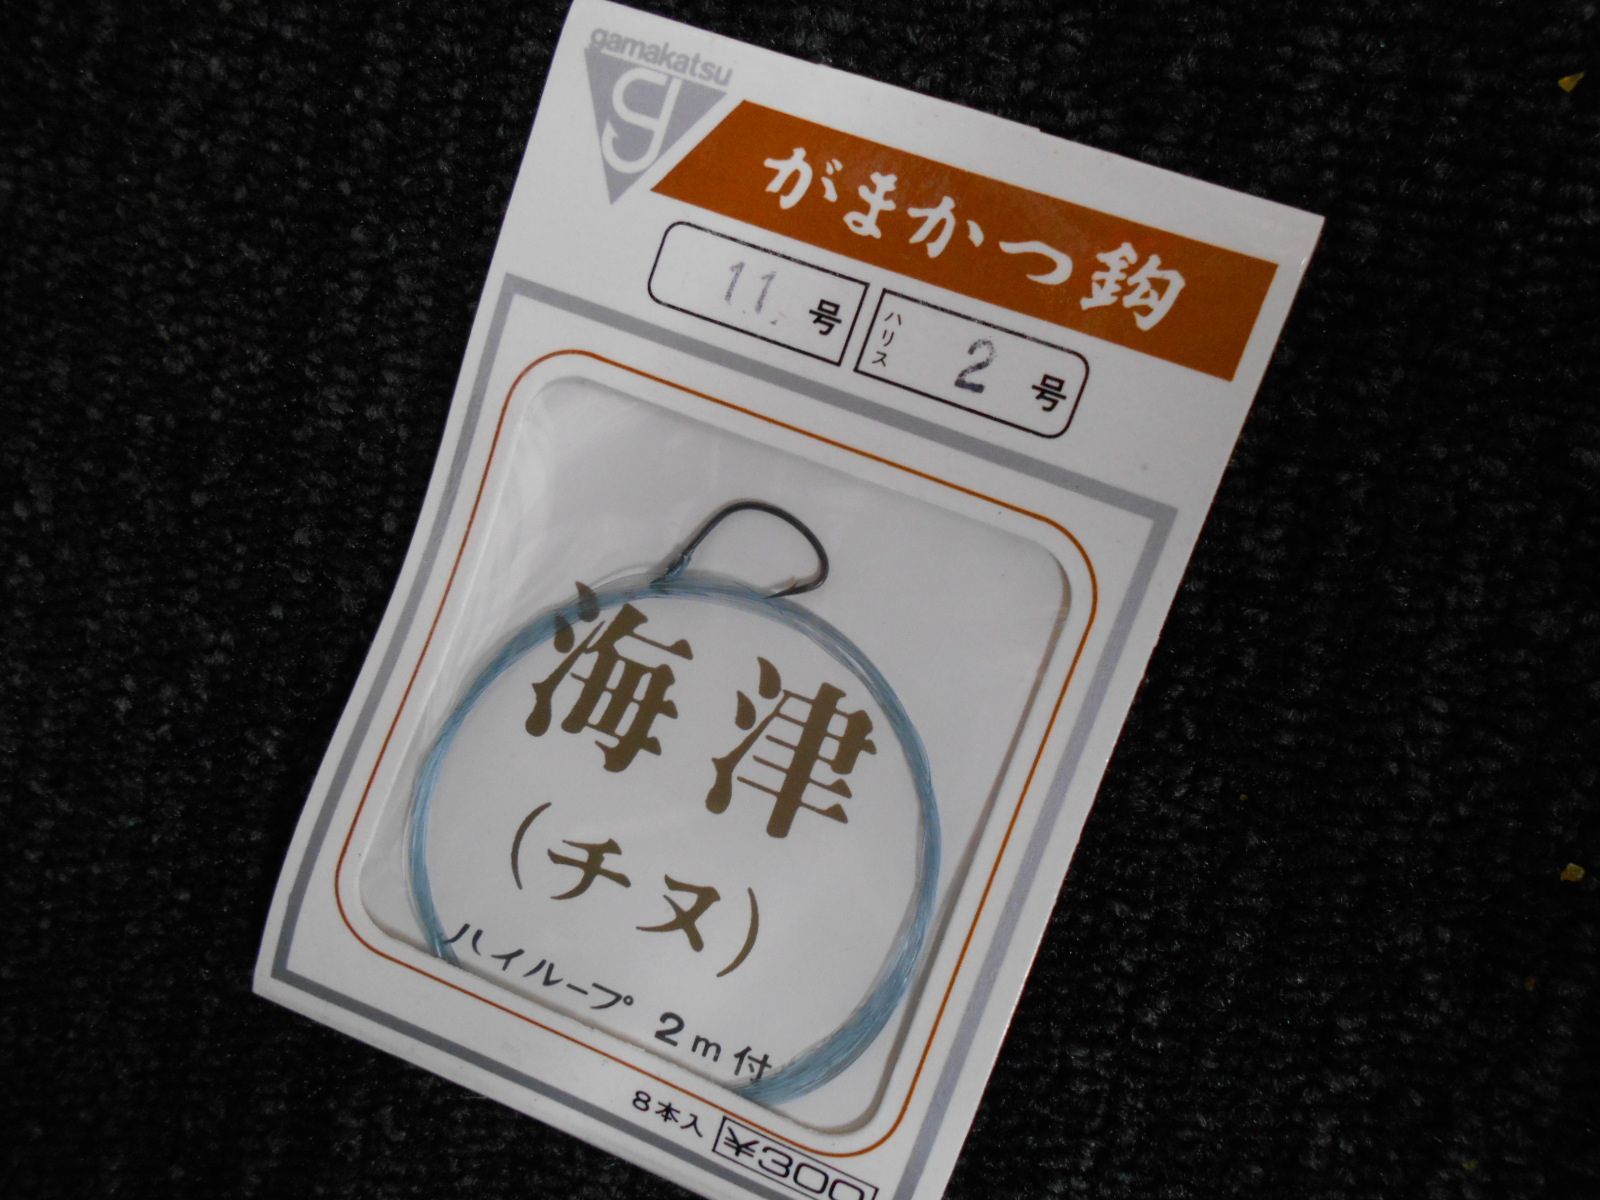 gamakatsu
がまかつ鈎
11 号
ハリス 2 号
海津
(チヌ)
ハイループ 2m付
8本入 ¥300